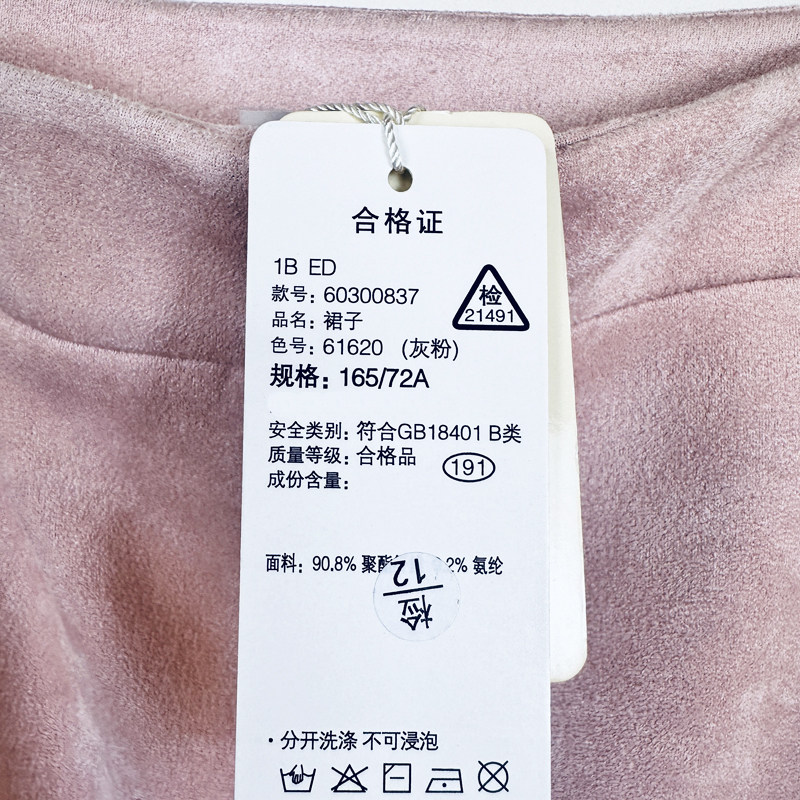 合格证
1B ED
款号: 60300837
检
21491
品名: 裙子
色号: 61620 (灰粉)
规格: 165/72A
安全类别: 符合GB18401 B类
质量等级: 合格品
191
成份含量:
面料: 90.8% 聚酯 2% 氨纶
检
12
·分开洗涤 不可浸泡